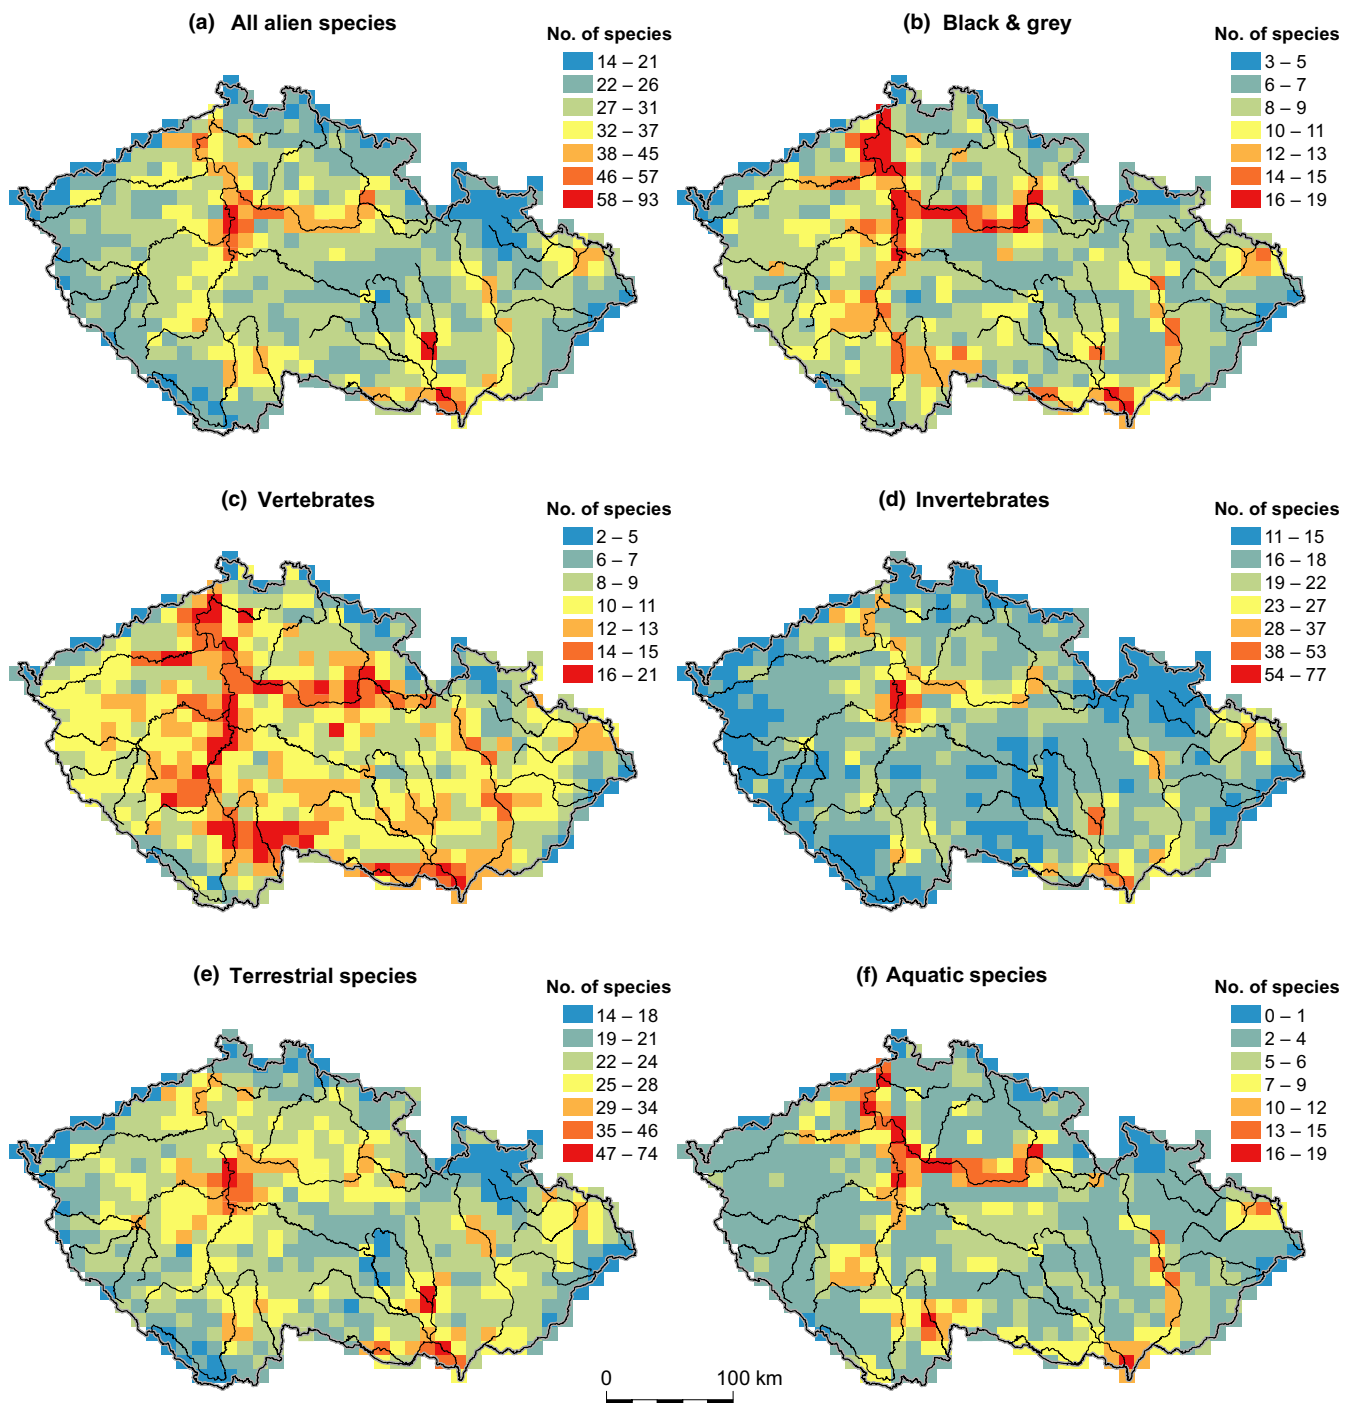 (a) All alien species
No. of species
14 – 21
22 – 26
27 – 31
32 – 37
38 – 45
46 – 57
58 – 93
(b) Black & grey
No. of species
3 – 5
6 – 7
8 – 9
10 – 11
12 – 13
14 – 15
16 – 19
(c) Vertebrates
No. of species
2 – 5
6 – 7
8 – 9
10 – 11
12 – 13
14 – 15
16 – 21
(d) Invertebrates
No. of species
11 – 15
16 – 18
19 – 22
23 – 27
28 – 37
38 – 53
54 – 77
(e) Terrestrial species
No. of species
14 – 18
19 – 21
22 – 24
25 – 28
29 – 34
35 – 46
47 – 74
(f) Aquatic species
No. of species
0 – 1
2 – 4
5 – 6
7 – 9
10 – 12
13 – 15
16 – 19
0 100 km